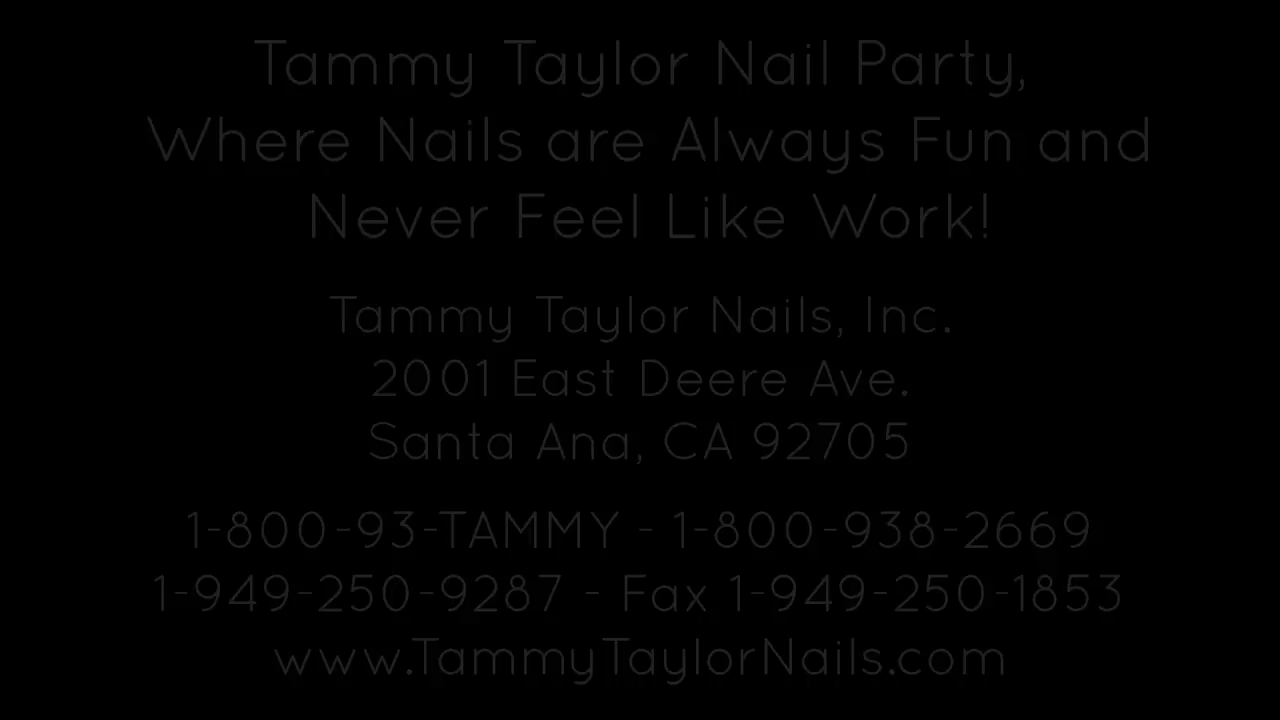 Tammy Taylor Nail Party,
Where Nails are Always Fun and
Never Feel Like Work!
Tammy Taylor Nails, Inc.
2001 East Deere Ave.
Santa Ana, CA 92705
1-800-93-TAMMY - 1-800-938-2669
1-949-250-9287 - Fax 1-949-250-1853
www.TammyTaylorNails.com